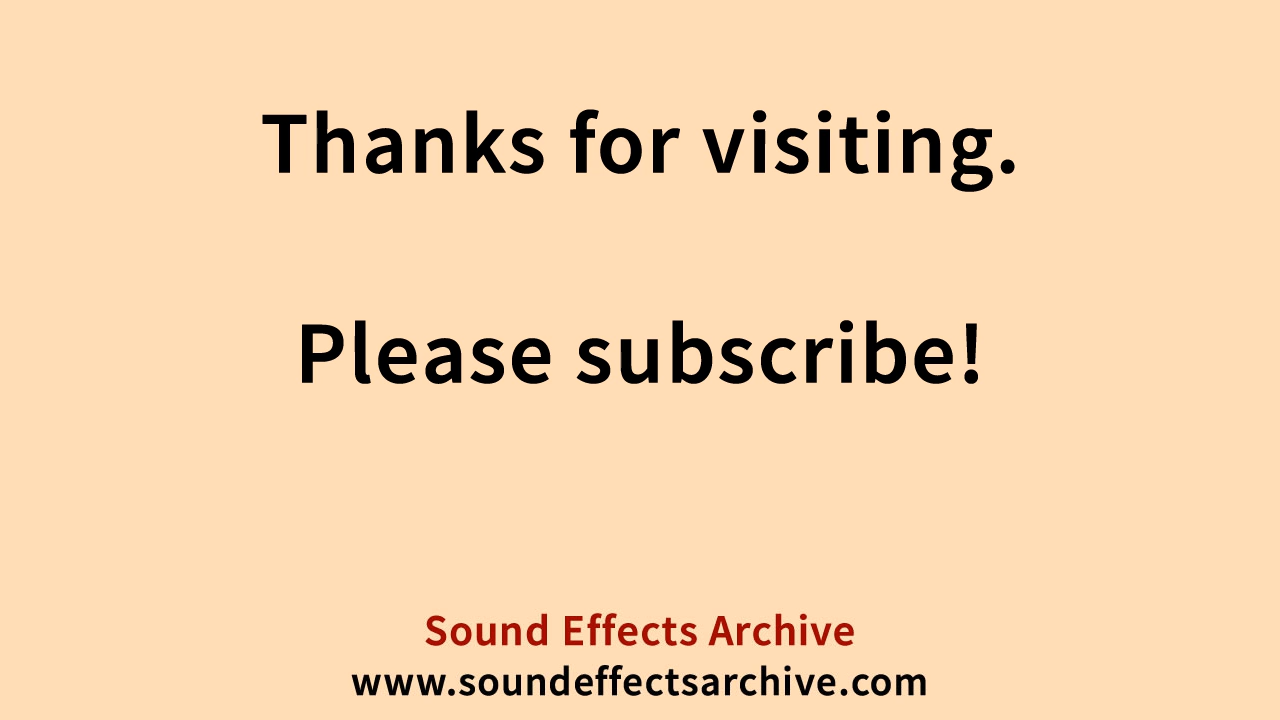 Thanks for visiting.
Please subscribe!
Sound Effects Archive
www.soundeffectsarchive.com